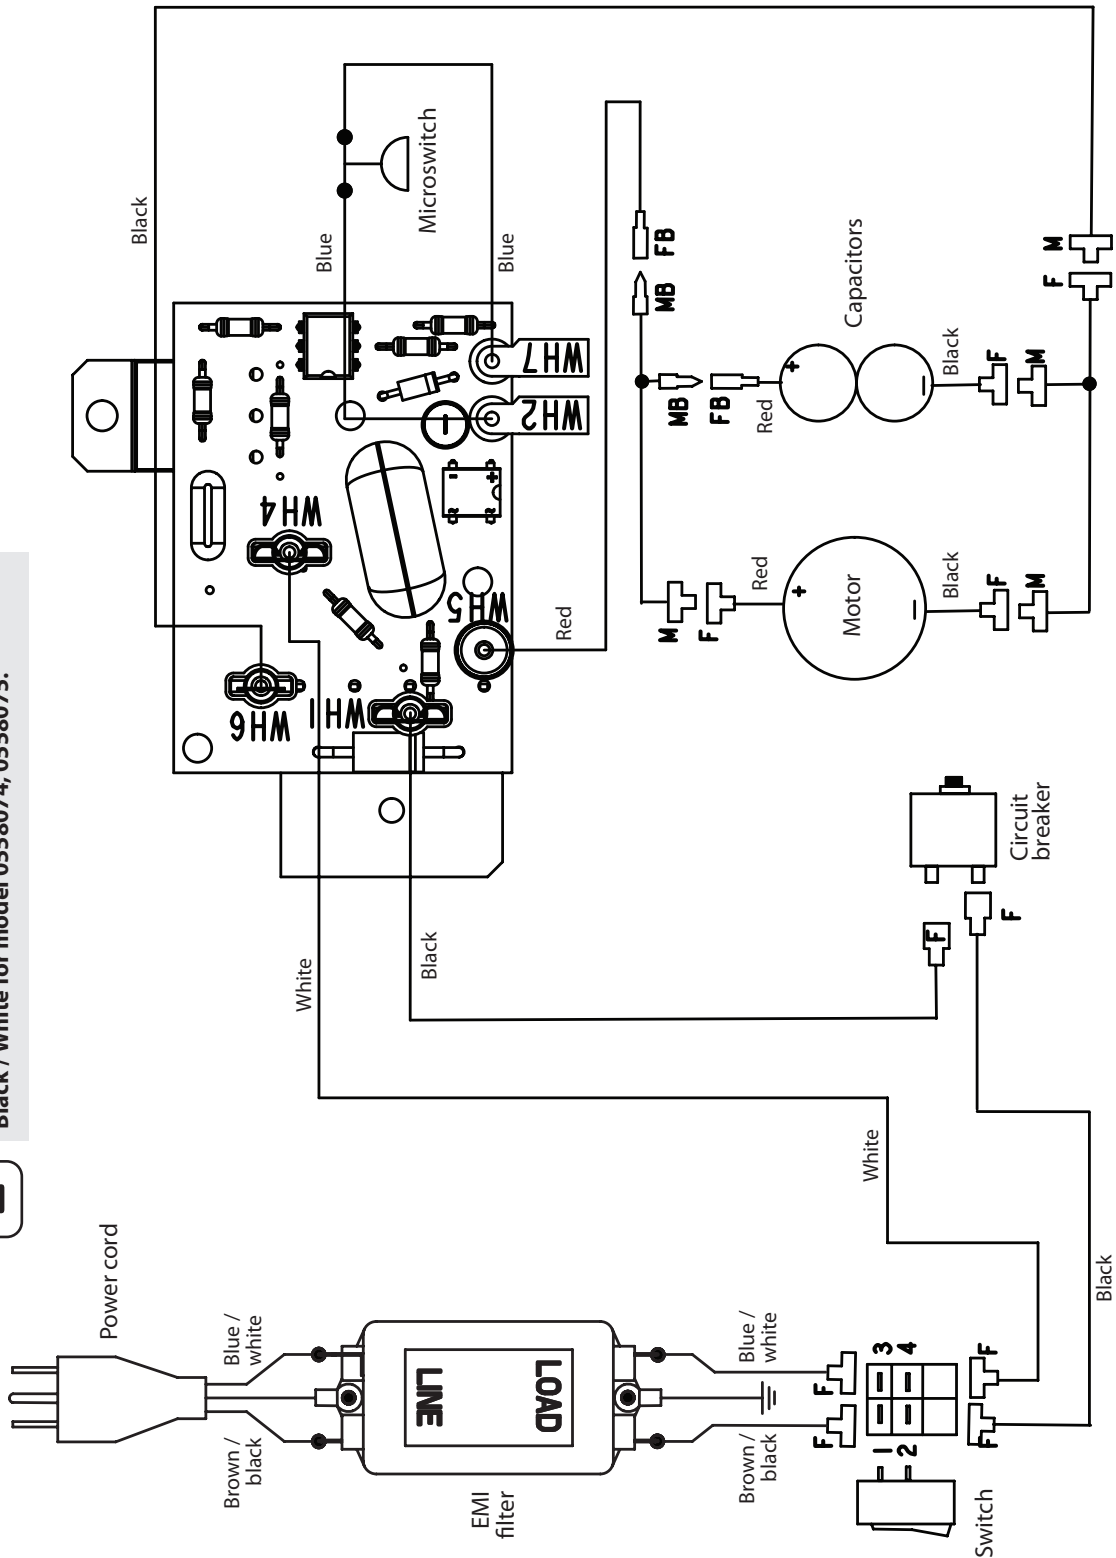 Black / White for model 0558074, 0558075.
Power cord
Blue /
white
Brown /
black
LINE
LOAD
EMI
filter
Blue /
white
Brown /
black
F
F
1
2
3
4
F
F
Switch
White
Black
White
Black
F
F
Circuit
breaker
Black
WH6
WH4
WH1
WH5
WH2
WH7
Blue
Blue
Microswitch
Red
MB
FB
M
F
Red
Motor
+
–
Black
F
M
MB
FB
Red
Capacitors
+
–
Black
F
M
F
M